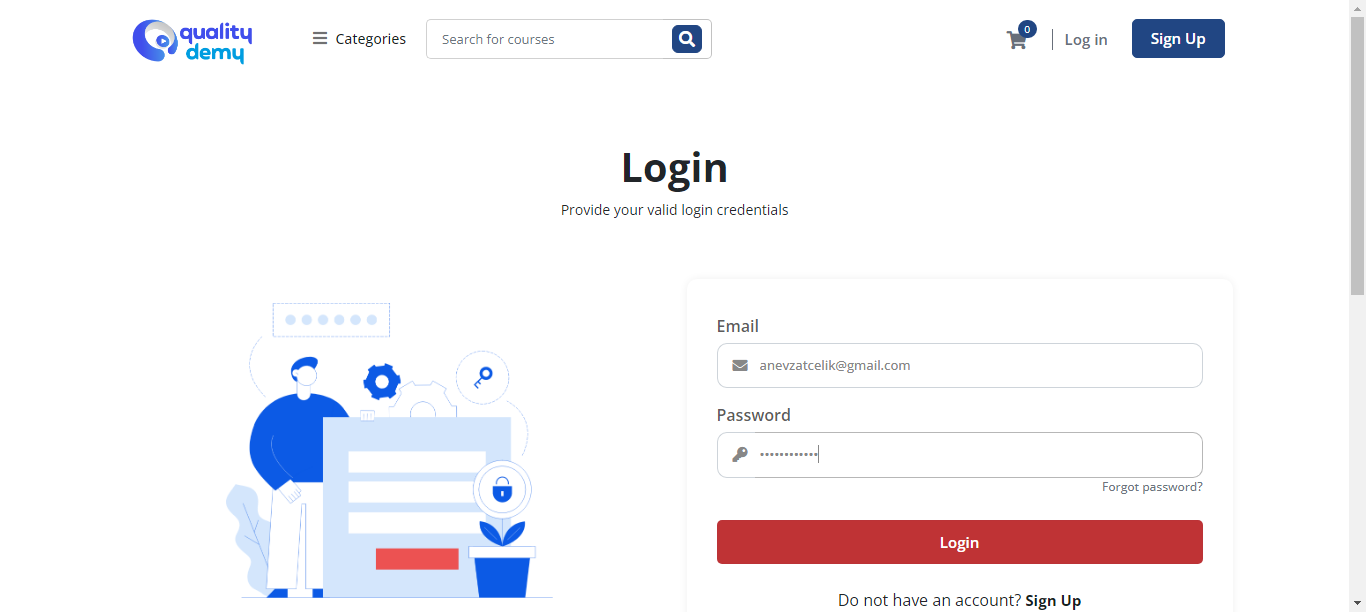 quality
demy
Categories
Search for courses
0
Log in
Sign Up
Login
Provide your valid login credentials
Email
anevzatcelik@gmail.com
Password
••••••••••••
Forgot password?
Login
Do not have an account? Sign Up